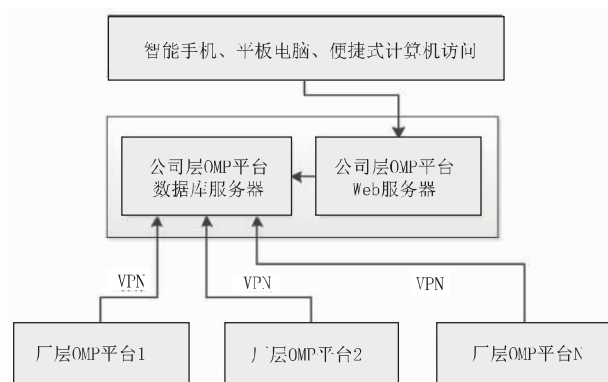 智能手机、平板电脑、便捷式计算机访问
公司层OMP平台
数据库服务器
公司层OMP平台
Web服务器
VPN
VPN
VPN
厂层OMP平台1
厂层OMP平台2
厂层OMP平台N